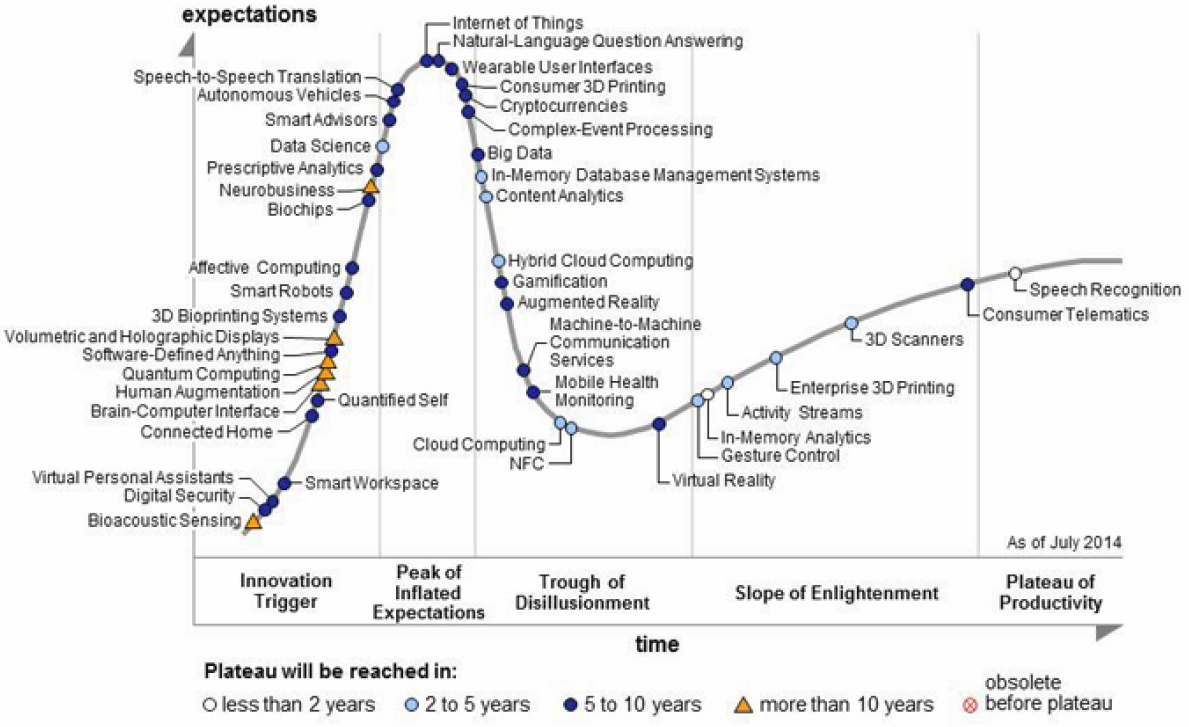 expectations
Internet of Things
Natural-Language Question Answering
Wearable User Interfaces
Speech-to-Speech Translation
Consumer 3D Printing
Autonomous Vehicles
Cryptocurrencies
Smart Advisors
Complex-Event Processing
Data Science
Big Data
Prescriptive Analytics
In-Memory Database Management Systems
Neurobusiness
Content Analytics
Biochips
Hybrid Cloud Computing
Affective Computing
Gamification
Smart Robots
Augmented Reality
3D Bioprinting Systems
Machine-to-Machine
Communication
Services
Volumetric and Holographic Displays
Software-Defined Anything
Quantum Computing
Mobile Health
Monitoring
Human Augmentation
Quantified Self
Brain-Computer Interface
Connected Home
Cloud Computing
NFC
Virtual Personal Assistants
Smart Workspace
Digital Security
Bioacoustic Sensing
Speech Recognition
Consumer Telematics
3D Scanners
Enterprise 3D Printing
Activity Streams
In-Memory Analytics
Gesture Control
Virtual Reality
As of July 2014
Innovation
Trigger
Peak of
Inflated
Expectations
Trough of
Disillusionment
Slope of Enlightenment
Plateau of
Productivity
time
Plateau will be reached in:
less than 2 years
2 to 5 years
5 to 10 years
more than 10 years
obsolete
before plateau